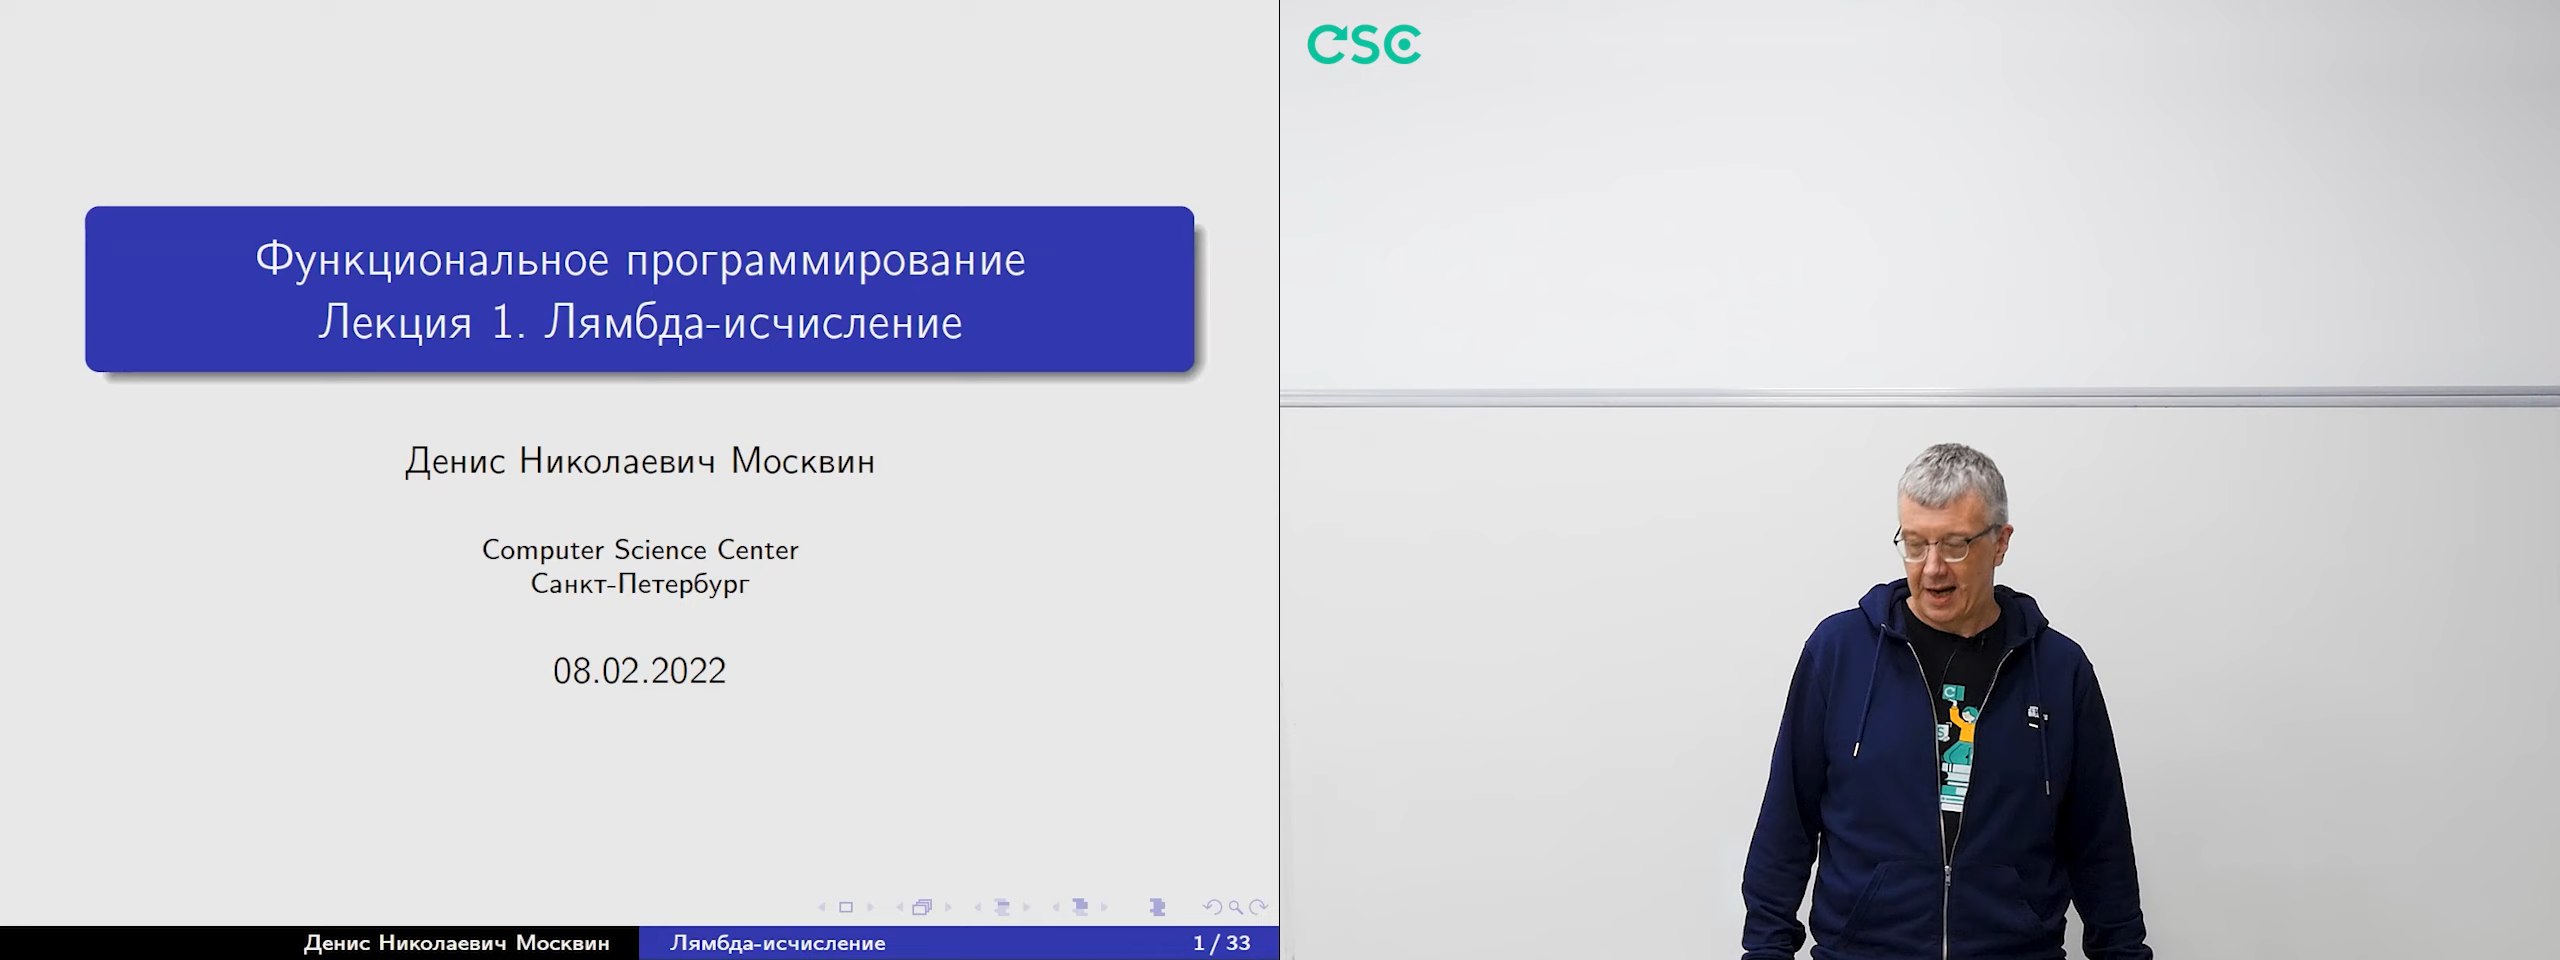 Функциональное программирование
Лекция 1. Лямбда-исчисление
Денис Николаевич Москвин
Computer Science Center
Санкт-Петербург
08.02.2022
Денис Николаевич Москвин
Лямбда-исчисление
1 / 33
CSC